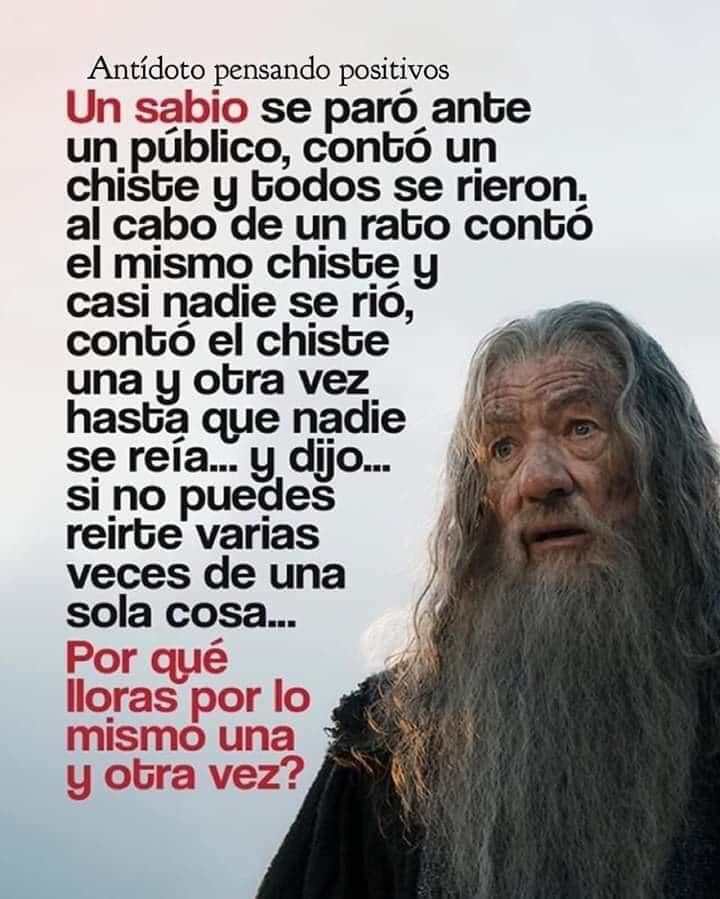 Antídoto pensando positivos
Un sabio se paró ante
un público, contó un
chiste y todos se rieron.
al cabo de un rato contó
el mismo chiste y
casi nadie se rió,
contó el chiste
una y otra vez
hasta que nadie
se reía... y dijo...
si no puedes
reirte varias
veces de una
sola cosa...
Por qué
lloras por lo
mismo una
y otra vez?